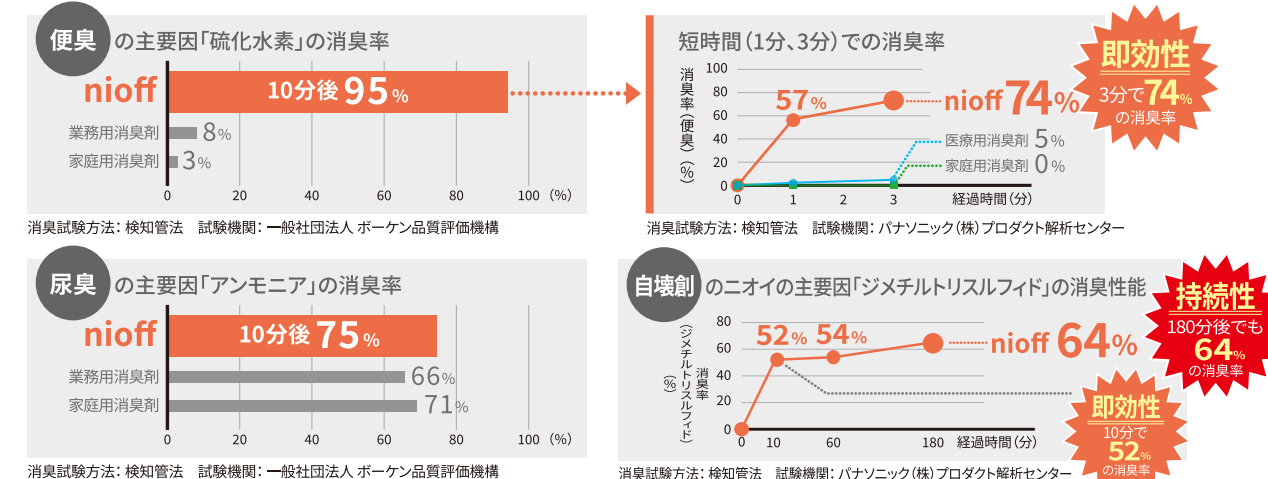 便臭 の主要因「硫化水素」の消臭率
nioff 10分後 95%
業務用消臭剤 8%
家庭用消臭剤 3%
0 20 40 60 80 100 (%)
消臭試験方法：検知管法　試験機関：一般社団法人 ボーケン品質評価機構
短時間（1分、3分）での消臭率
消臭率（便臭）（%）
100
80
60
40
20
0
57%
nioff 74%
医療用消臭剤 5%
家庭用消臭剤 0%
0 1 2 3 経過時間（分）
消臭試験方法：検知管法　試験機関：パナソニック（株）プロダクト解析センター
即効性
3分で74%
の消臭率
尿臭 の主要因「アンモニア」の消臭率
nioff 10分後 75%
業務用消臭剤 66%
家庭用消臭剤 71%
0 20 40 60 80 100 (%)
消臭試験方法：検知管法　試験機関：一般社団法人 ボーケン品質評価機構
自壊創 のニオイの主要因「ジメチルトリスルフィド」の消臭性能
消臭率
（ジメチルトリスルフィド）
（%）
80
60
40
20
0
52% 54%
nioff 64%
0 10 60 180 経過時間（分）
消臭試験方法：検知管法　試験機関：パナソニック（株）プロダクト解析センター
持続性
180分後でも
64%
の消臭率
即効性
10分で
52%
の消臭率